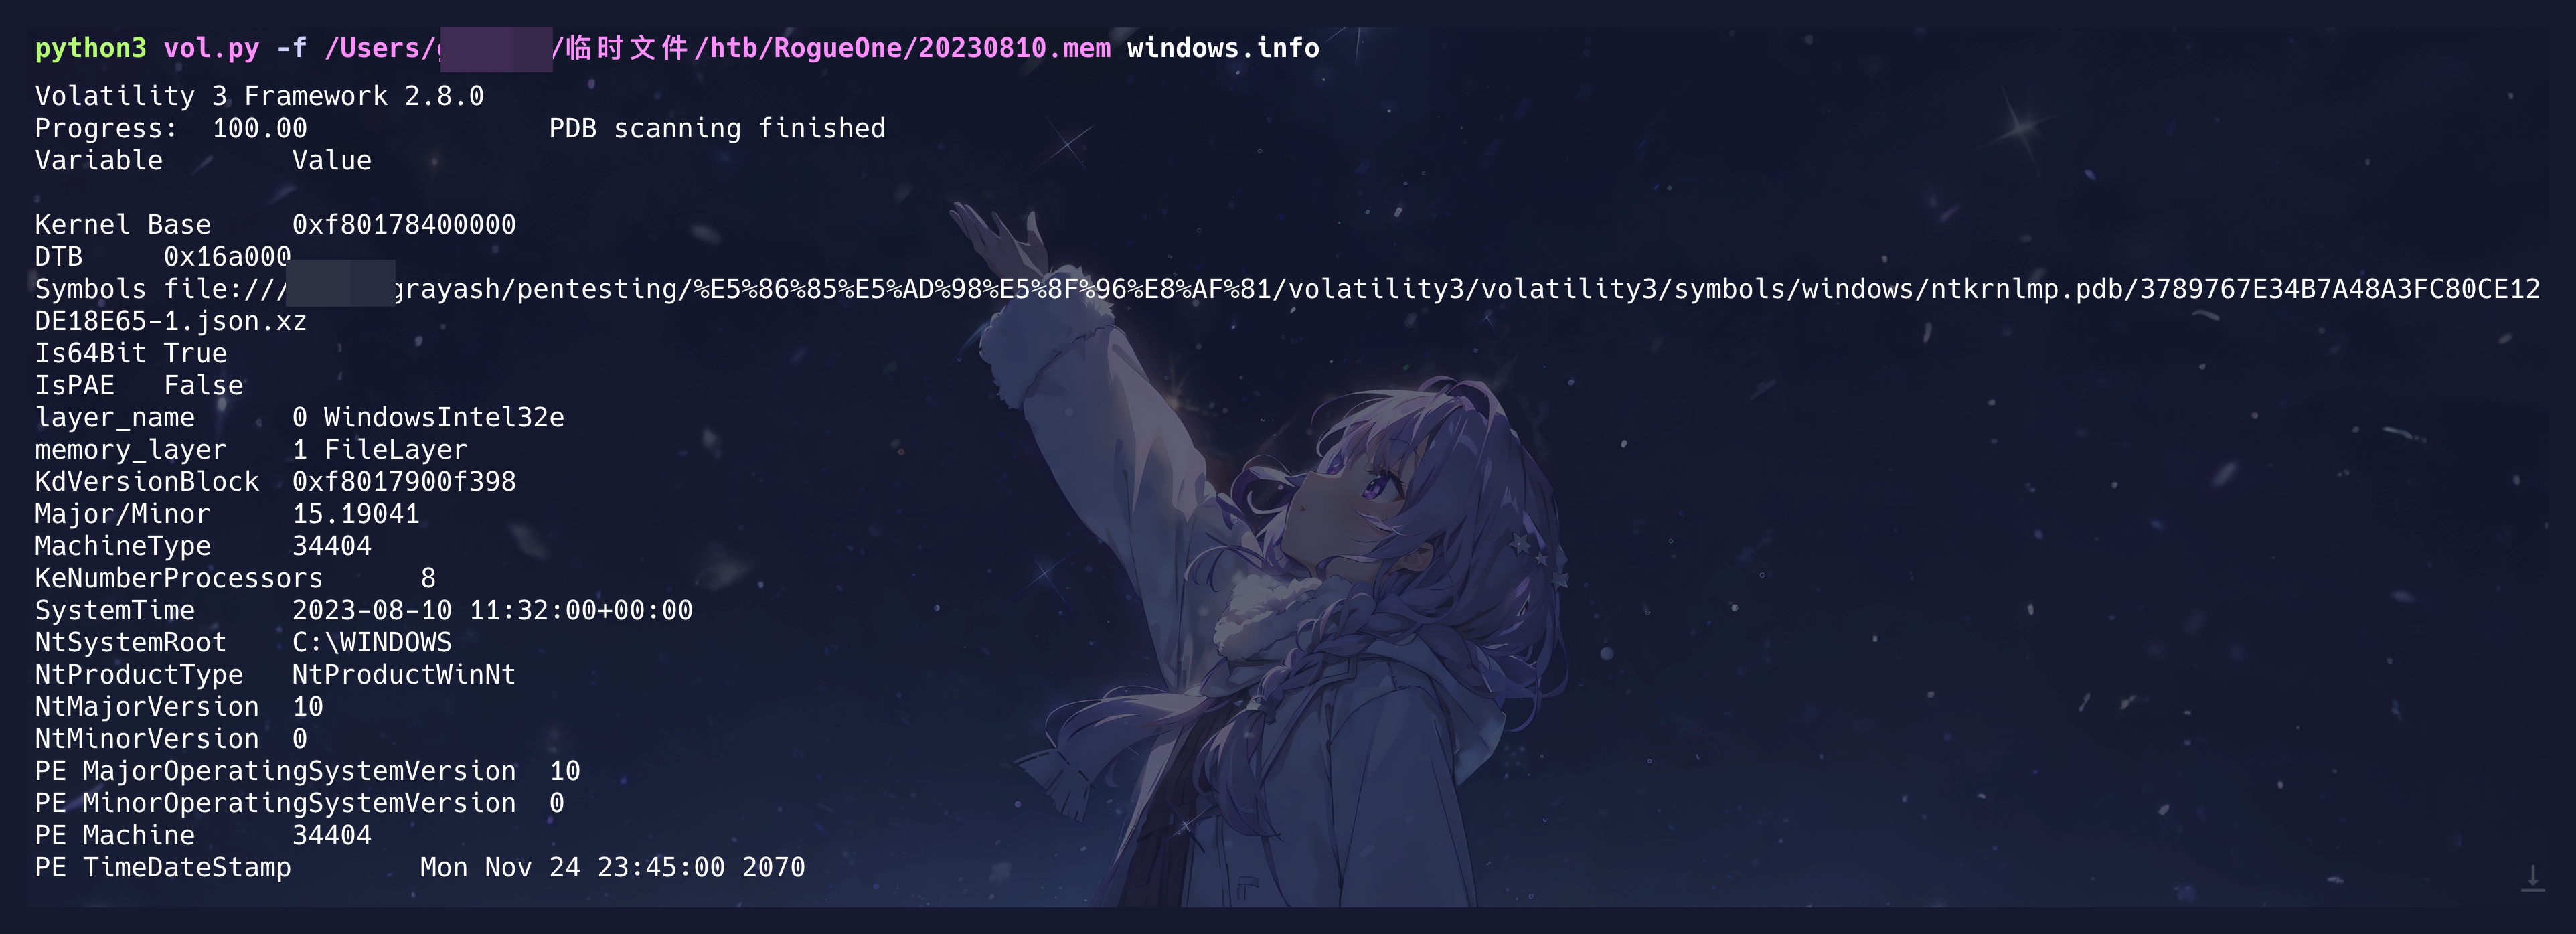 python3 vol.py -f /Users/g /临时文件/htb/RogueOne/20230810.mem windows.info
Volatility 3 Framework 2.8.0
Progress: 100.00 PDB scanning finished
Variable Value
Kernel Base 0xf80178400000
DTB 0x16a000
Symbols file:/// grayash/pentesting/%E5%86%85%E5%AD%98%E5%8F%96%E8%AF%81/volatility3/volatility3/symbols/windows/ntkrnlmp.pdb/3789767E34B7A48A3FC80CE12
DE18E65-1.json.xz
Is64Bit True
IsPAE False
layer_name 0 WindowsIntel32e
memory_layer 1 FileLayer
KdVersionBlock 0xf8017900f398
Major/Minor 15.19041
MachineType 34404
KeNumberProcessors 8
SystemTime 2023-08-10 11:32:00+00:00
NtSystemRoot C:\WINDOWS
NtProductType NtProductWinNt
NtMajorVersion 10
NtMinorVersion 0
PE MajorOperatingSystemVersion 10
PE MinorOperatingSystemVersion 0
PE Machine 34404
PE TimeDateStamp Mon Nov 24 23:45:00 2070